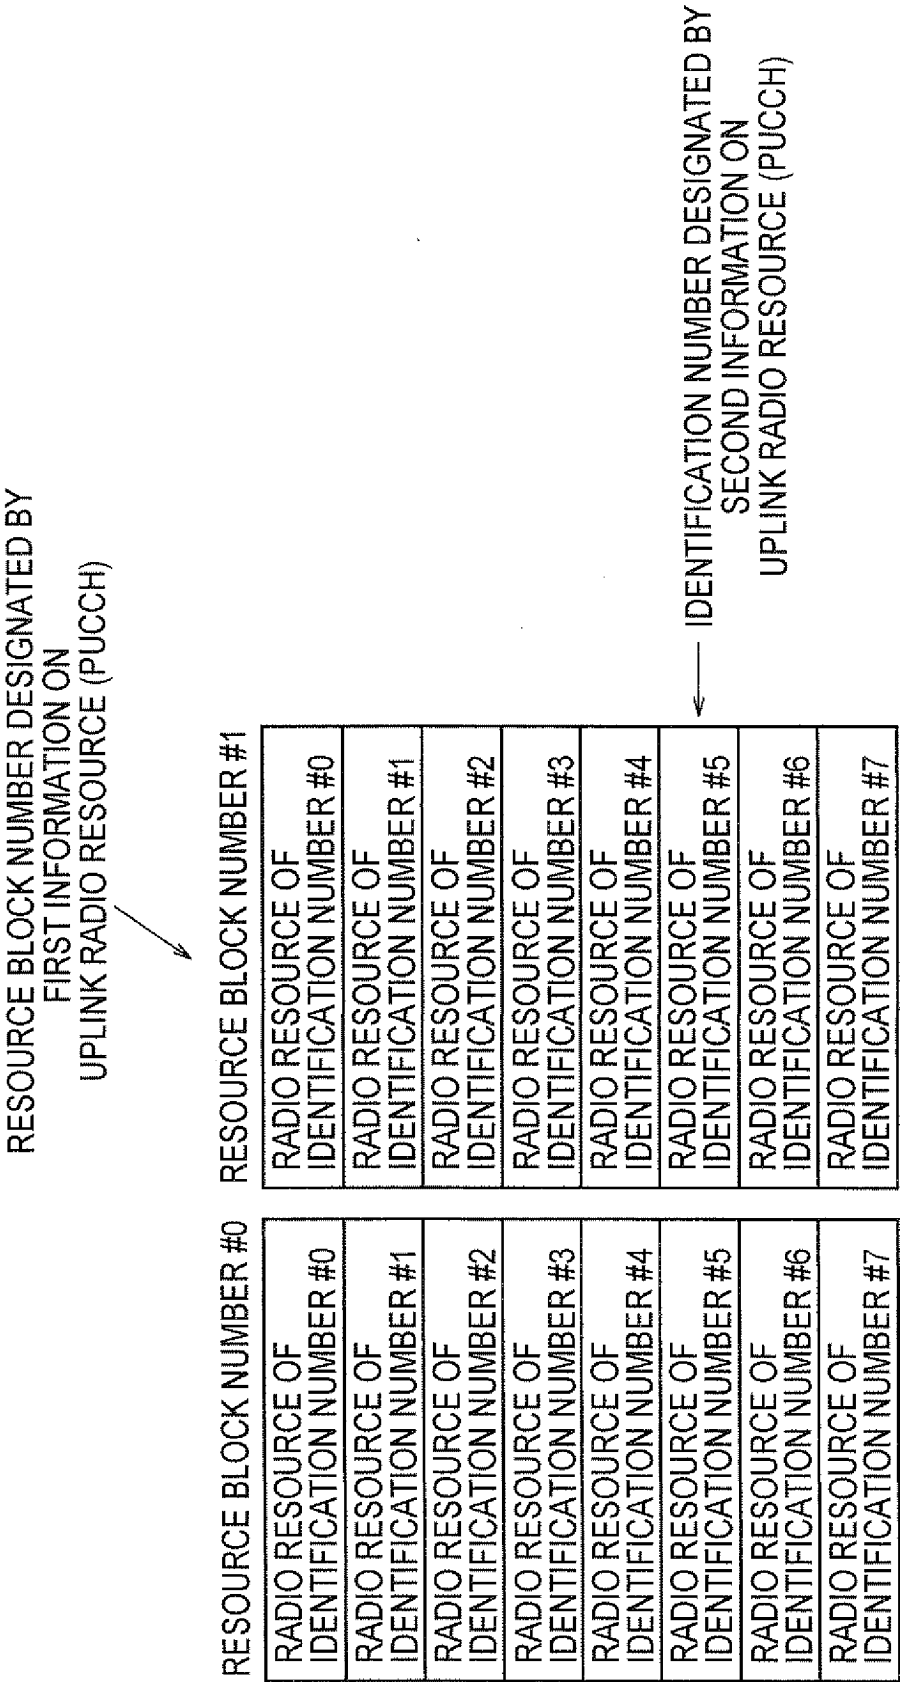 RESOURCE BLOCK NUMBER DESIGNATED BY
FIRST INFORMATION ON
UPLINK RADIO RESOURCE (PUCCH)
RESOURCE BLOCK NUMBER #0
RADIO RESOURCE OF
IDENTIFICATION NUMBER #0
RADIO RESOURCE OF
IDENTIFICATION NUMBER #1
RADIO RESOURCE OF
IDENTIFICATION NUMBER #2
RADIO RESOURCE OF
IDENTIFICATION NUMBER #3
RADIO RESOURCE OF
IDENTIFICATION NUMBER #4
RADIO RESOURCE OF
IDENTIFICATION NUMBER #5
RADIO RESOURCE OF
IDENTIFICATION NUMBER #6
RADIO RESOURCE OF
IDENTIFICATION NUMBER #7
RESOURCE BLOCK NUMBER #1
RADIO RESOURCE OF
IDENTIFICATION NUMBER #0
RADIO RESOURCE OF
IDENTIFICATION NUMBER #1
RADIO RESOURCE OF
IDENTIFICATION NUMBER #2
RADIO RESOURCE OF
IDENTIFICATION NUMBER #3
RADIO RESOURCE OF
IDENTIFICATION NUMBER #4
RADIO RESOURCE OF
IDENTIFICATION NUMBER #5
RADIO RESOURCE OF
IDENTIFICATION NUMBER #6
RADIO RESOURCE OF
IDENTIFICATION NUMBER #7
IDENTIFICATION NUMBER DESIGNATED BY
SECOND INFORMATION ON
UPLINK RADIO RESOURCE (PUCCH)